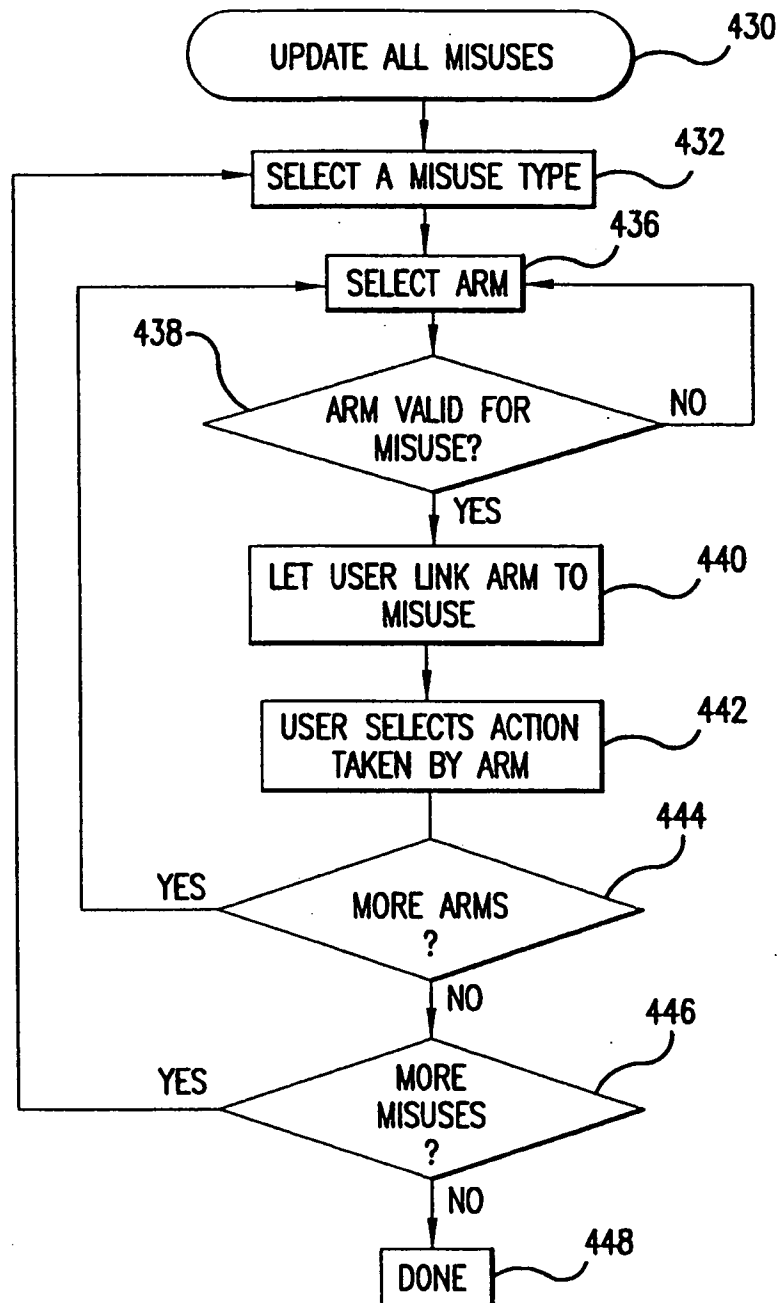 UPDATE ALL MISUSES
430
432
SELECT A MISUSE TYPE
436
SELECT ARM
438
ARM VALID FOR
MISUSE?
NO
YES
LET USER LINK ARM TO
MISUSE
440
USER SELECTS ACTION
TAKEN BY ARM
442
444
YES
MORE ARMS
?
NO
446
YES
MORE
MISUSES
?
NO
448
DONE